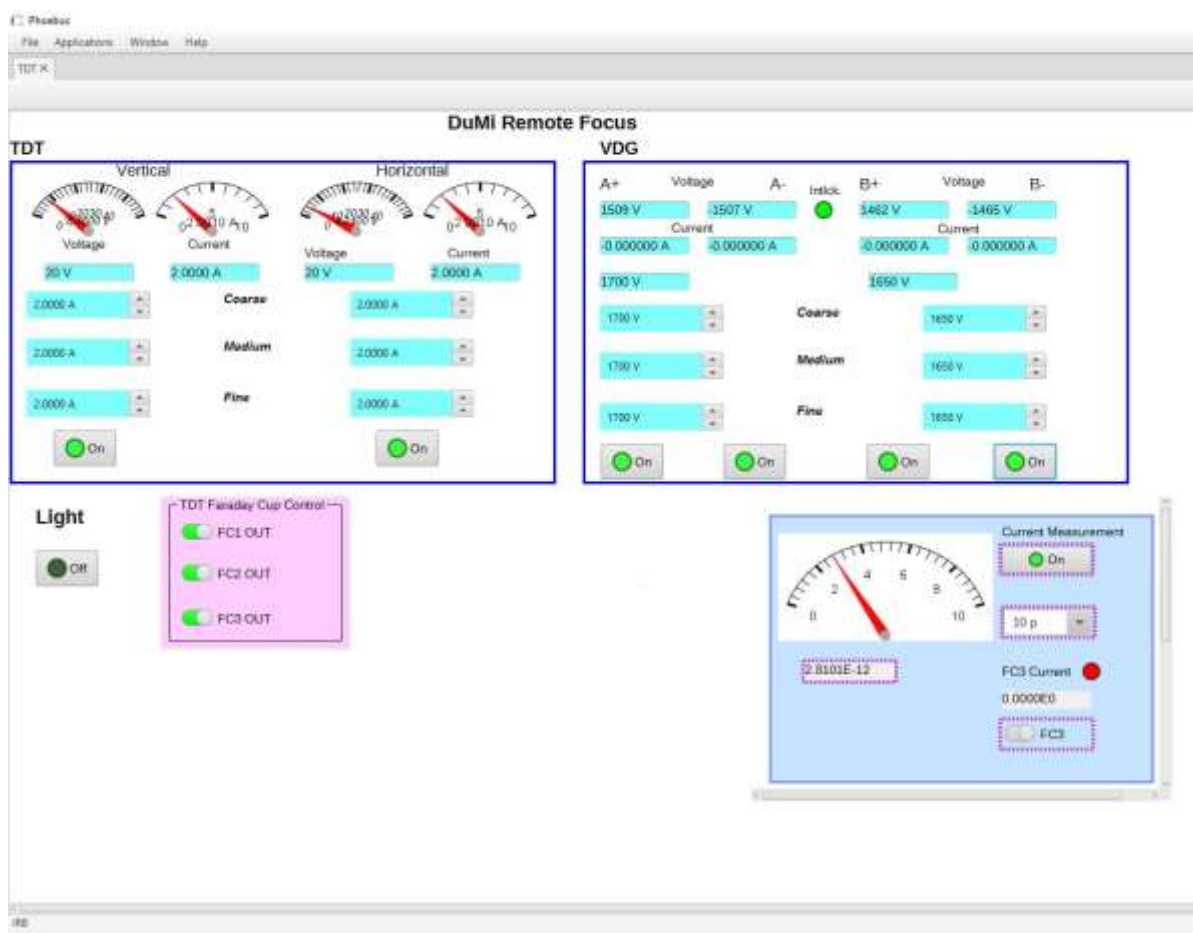 Phoebus
File Applications Window Help
TDT ×
DuMi Remote Focus
TDT
VDG
Vertical
Horizontal
Voltage
Current
Voltage
Current
20 V
2.0000 A
20 V
2.0000 A
2.0000 A
Coarse
2.0000 A
2.0000 A
Medium
2.0000 A
2.0000 A
Fine
2.0000 A
On
On
A+ Voltage A- Intlck. B+ Voltage B-
1509 V
-1507 V
1462 V
-1465 V
Current
Current
-0.000000 A
-0.000000 A
-0.000000 A
0.000000 A
1700 V
1650 V
1700 V
Coarse
1650 V
1700 V
Medium
1650 V
1700 V
Fine
1650 V
On
On
On
On
Light
Off
TDT Faraday Cup Control
FC1 OUT
FC2 OUT
FC3 OUT
0 2 4 6 8 10
2.8101E-12
Current Measurement
On
10 p
FC3 Current
0.0000E0
FC3